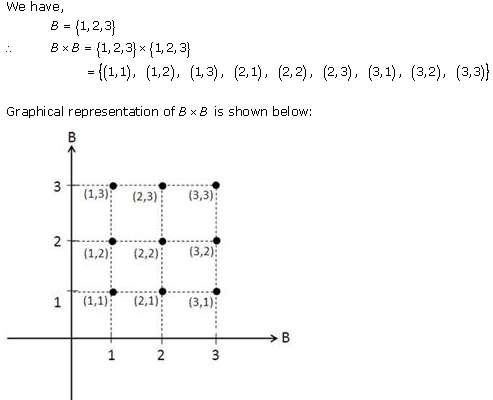 We have,
B = {1, 2, 3}
∴ B × B = {1, 2, 3} × {1, 2, 3}
= {(1, 1), (1, 2), (1, 3), (2, 1), (2, 2), (2, 3), (3, 1), (3, 2), (3, 3)}
Graphical representation of B × B is shown below:
B
3 (1,3) (2,3) (3,3)
2 (1,2) (2,2) (3,2)
1 (1,1) (2,1) (3,1)
B
1 2 3